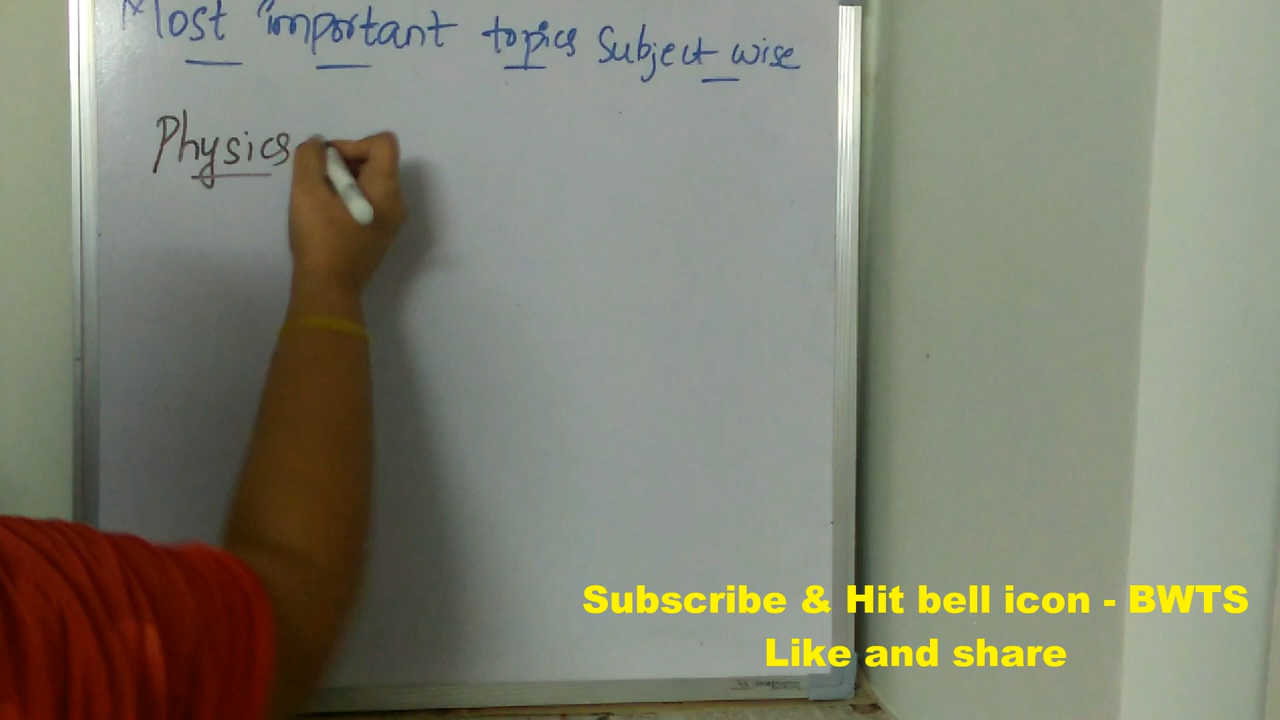 Most important topics Subject wise
Physics
Subscribe & Hit bell icon - BWTS
Like and share